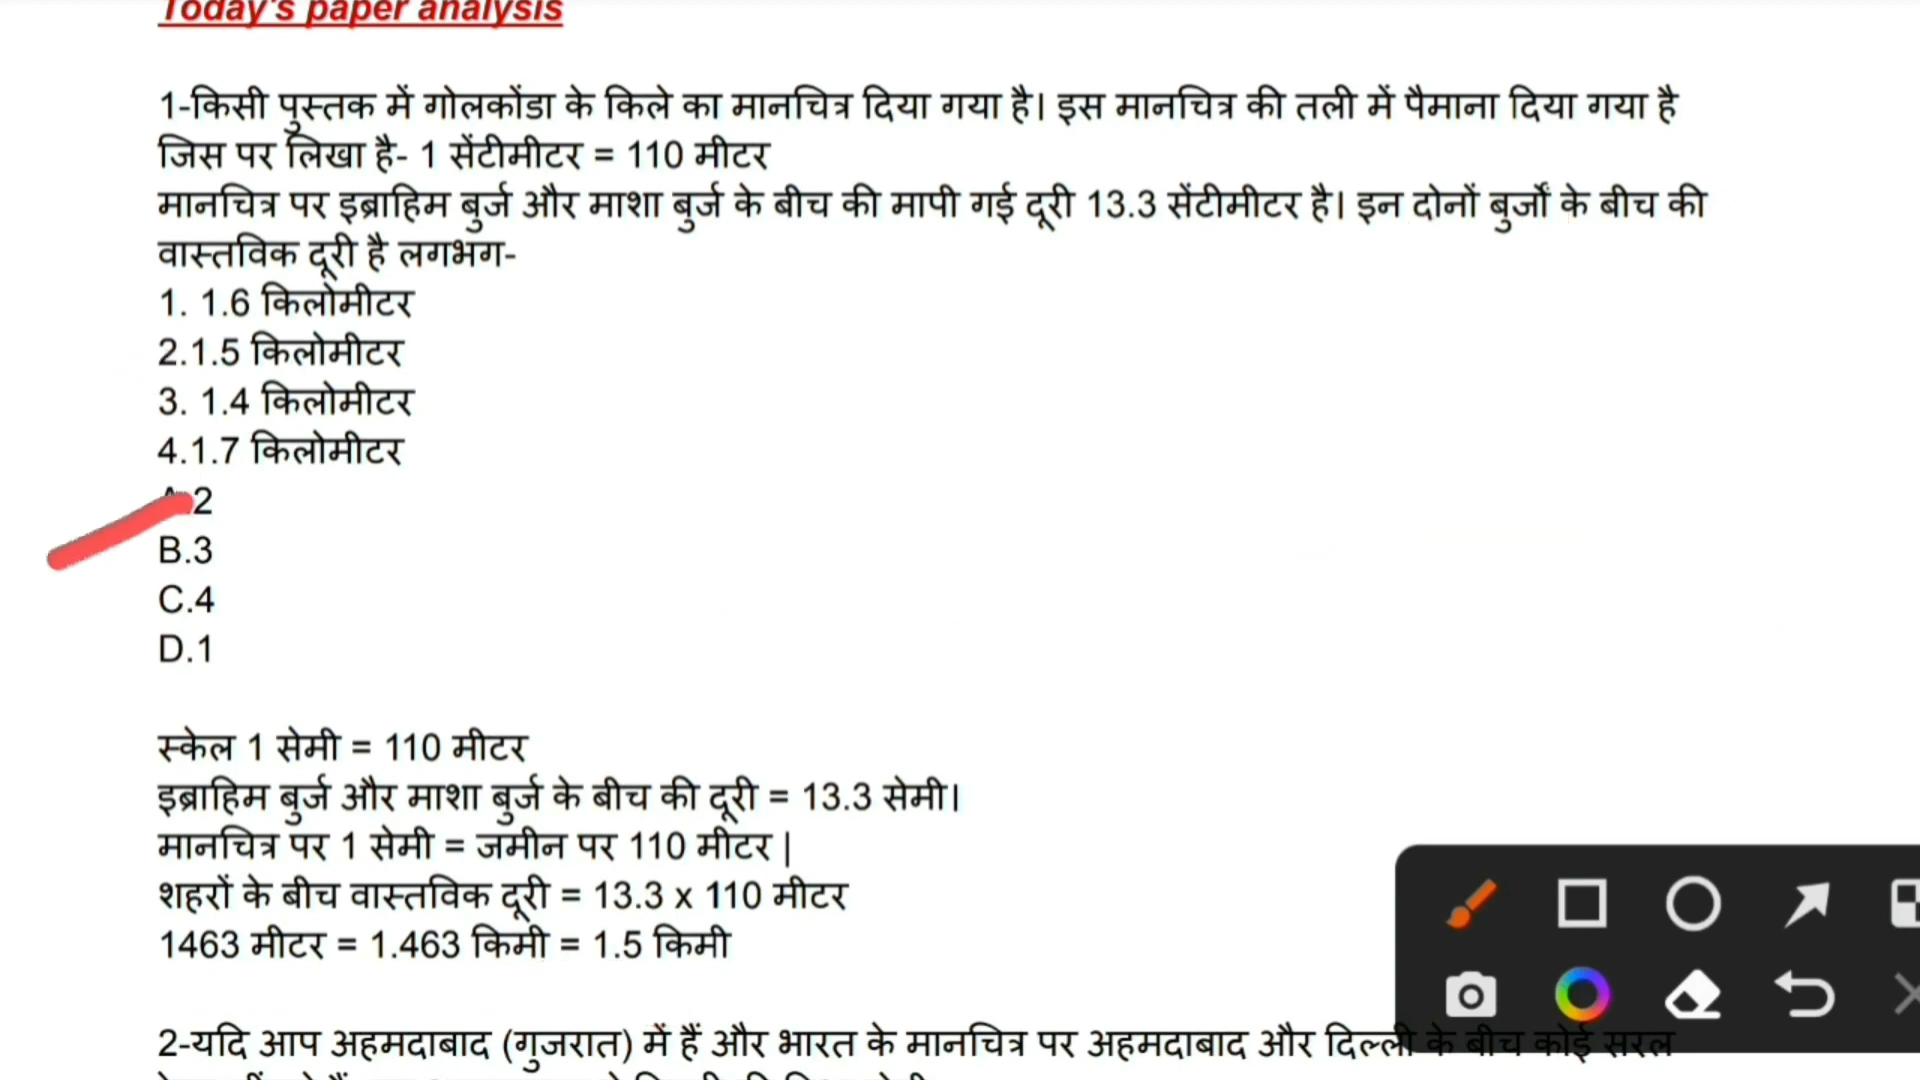 Today's paper analysis
1-किसी पुस्तक में गोलकोंडा के किले का मानचित्र दिया गया है। इस मानचित्र की तली में पैमाना दिया गया है
जिस पर लिखा है- 1 सेंटीमीटर = 110 मीटर
मानचित्र पर इब्राहिम बुर्ज और माशा बुर्ज के बीच की मापी गई दूरी 13.3 सेंटीमीटर है। इन दोनों बुर्जों के बीच की
वास्तविक दूरी है लगभग-
1. 1.6 किलोमीटर
2.1.5 किलोमीटर
3. 1.4 किलोमीटर
4.1.7 किलोमीटर
2
B.3
C.4
D.1
स्केल 1 सेमी = 110 मीटर
इब्राहिम बुर्ज और माशा बुर्ज के बीच की दूरी = 13.3 सेमी।
मानचित्र पर 1 सेमी = जमीन पर 110 मीटर |
शहरों के बीच वास्तविक दूरी = 13.3 x 110 मीटर
1463 मीटर = 1.463 किमी = 1.5 किमी
2-यदि आप अहमदाबाद (गुजरात) में हैं और भारत के मानचित्र पर अहमदाबाद और दिल्ली के बीच कोई सरल